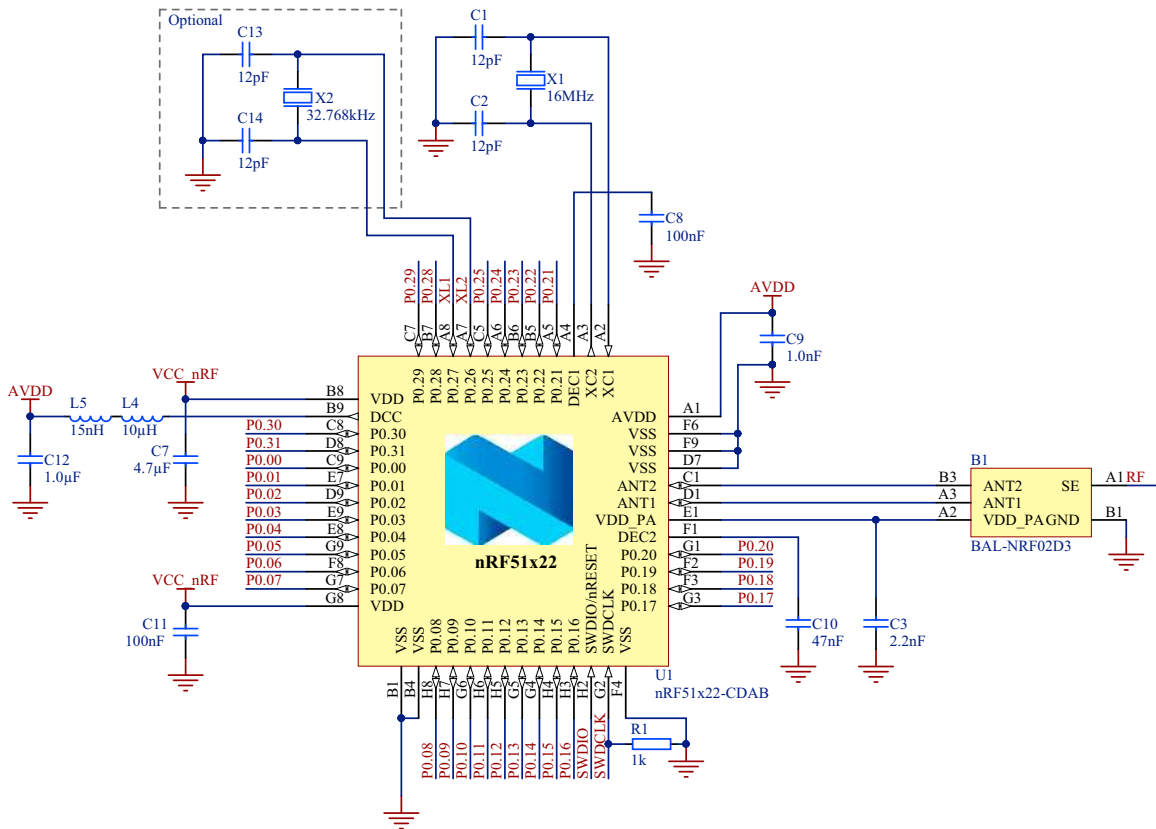 Optional
C13
12pF
X2
32.768kHz
C14
12pF
C1
12pF
X1
16MHz
C2
12pF
C8
100nF
P0.29
P0.28
XL1
XL2
P0.25
P0.24
P0.23
P0.22
P0.21
C7
B7
A8
A7
C5
A6
B6
B5
A5
A4
A3
A2
P0.29
P0.28
P0.27
P0.26
P0.25
P0.24
P0.23
P0.22
P0.21
DEC1
XC2
XC1
AVDD
C9
1.0nF
AVDD
L5
15nH
L4
10µH
VCC_nRF
C12
1.0µF
C7
4.7µF
B8
VDD
B9
DCC
P0.30
C8
P0.30
P0.31
D8
P0.31
P0.00
C9
P0.00
P0.01
E7
P0.01
P0.02
D9
P0.02
P0.03
E9
P0.03
P0.04
E8
P0.04
P0.05
G9
P0.05
P0.06
F8
P0.06
P0.07
G7
P0.07
VCC_nRF
G8
VDD
C11
100nF
nRF51x22
AVDD
A1
VSS
F6
VSS
F9
VSS
D7
ANT2
C1
ANT1
D1
VDD_PA
E1
DEC2
F1
P0.20
G1
P0.20
P0.19
F2
P0.19
P0.18
F3
P0.18
P0.17
G3
P0.17
B1
B3
ANT2
SE
A1
RF
A3
ANT1
A2
VDD_PA
GND
B1
BAL-NRF02D3
C10
47nF
C3
2.2nF
VSS
VSS
P0.08
P0.09
P0.10
P0.11
P0.12
P0.13
P0.14
P0.15
P0.16
SWDIO/nRESET
SWDCLK
VSS
B1
B4
H8
H7
G6
H6
H5
G5
G4
H4
H3
H2
G2
F4
P0.08
P0.09
P0.10
P0.11
P0.12
P0.13
P0.14
P0.15
P0.16
SWDIO
SWDCLK
U1
nRF51x22-CDAB
R1
1k